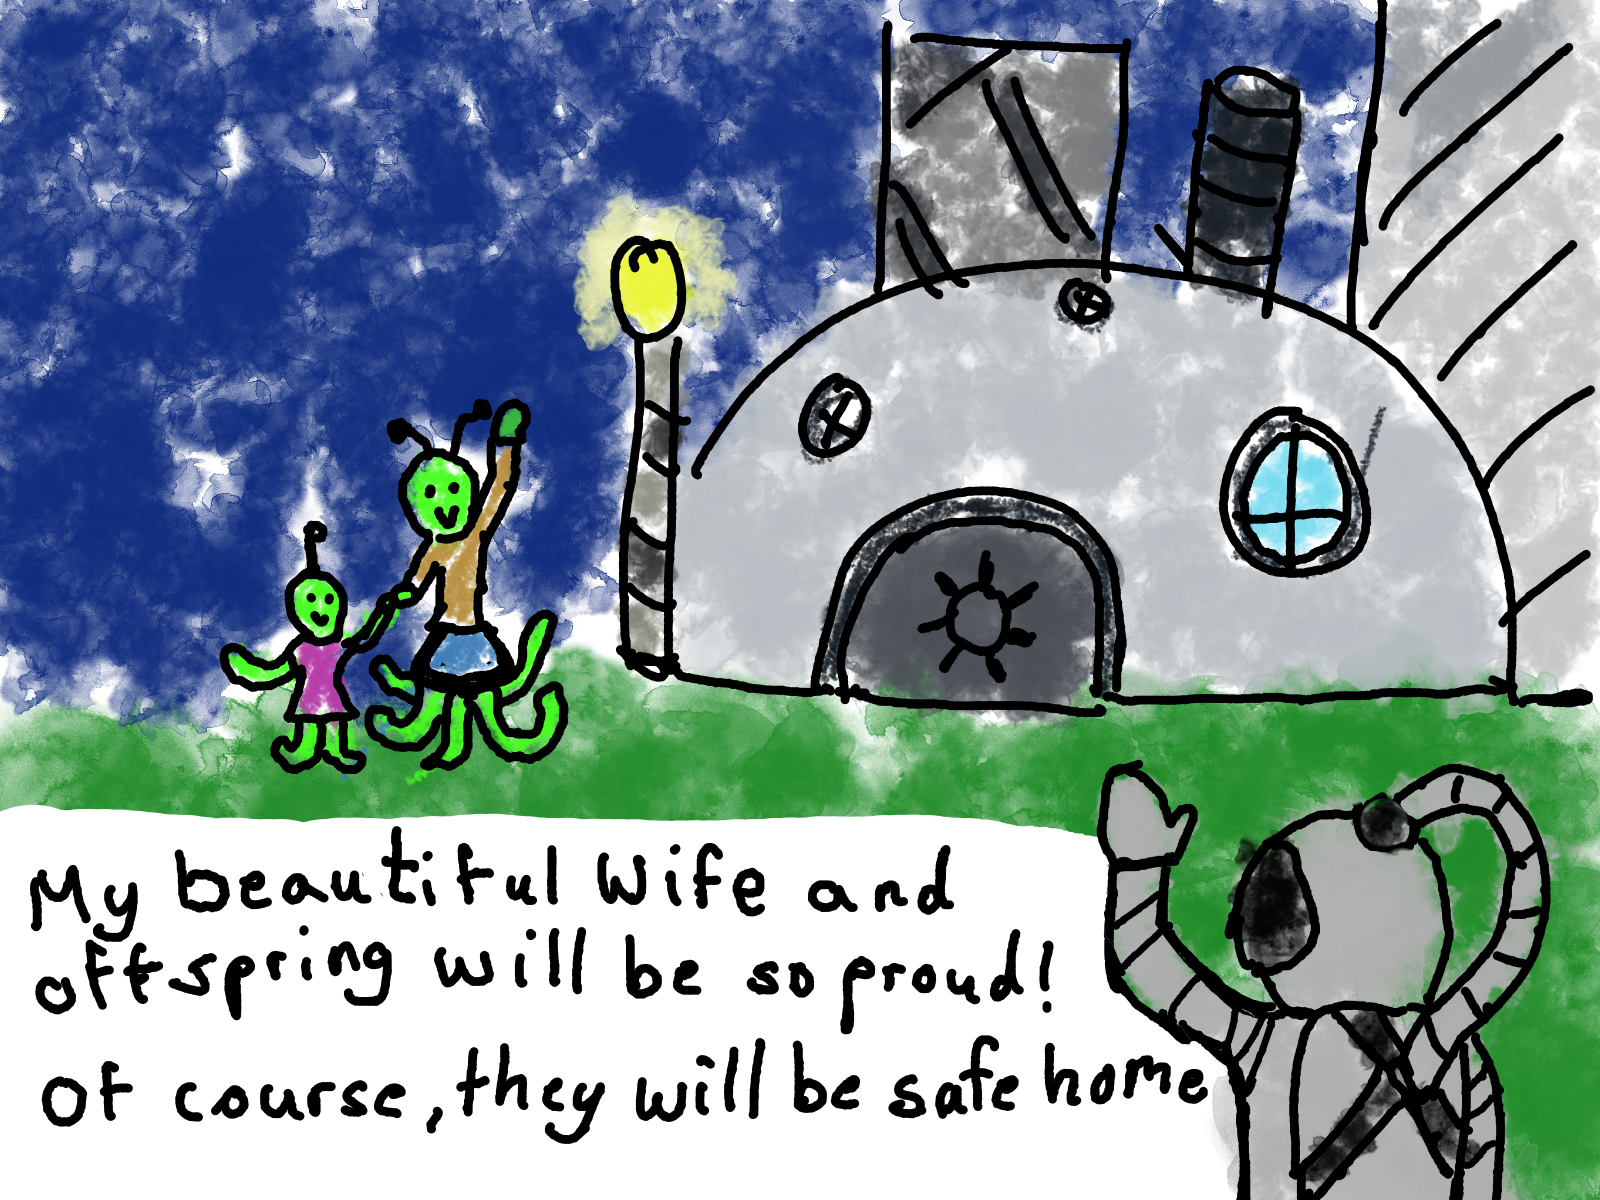 My beautiful wife and
offspring will be so proud!
Of course, they will be safe home